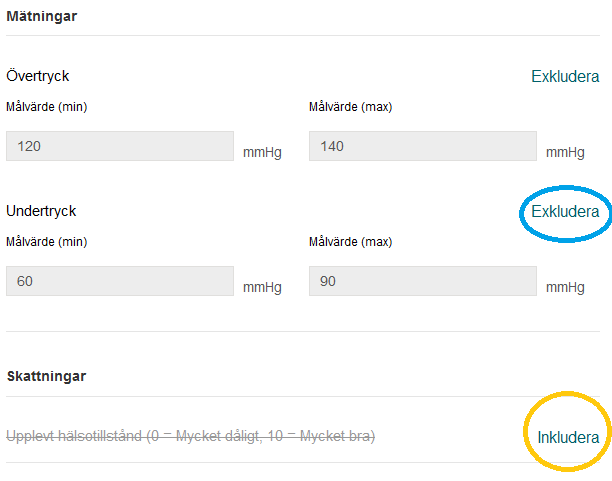 Mätningar
Övertryck Exkludera
Målvärde (min) Målvärde (max)
120 mmHg 140 mmHg
Undertryck Exkludera
Målvärde (min) Målvärde (max)
60 mmHg 90 mmHg
Skattningar
Upplevt hälsotillstånd (0 = Mycket dåligt, 10 = Mycket bra) Inkludera